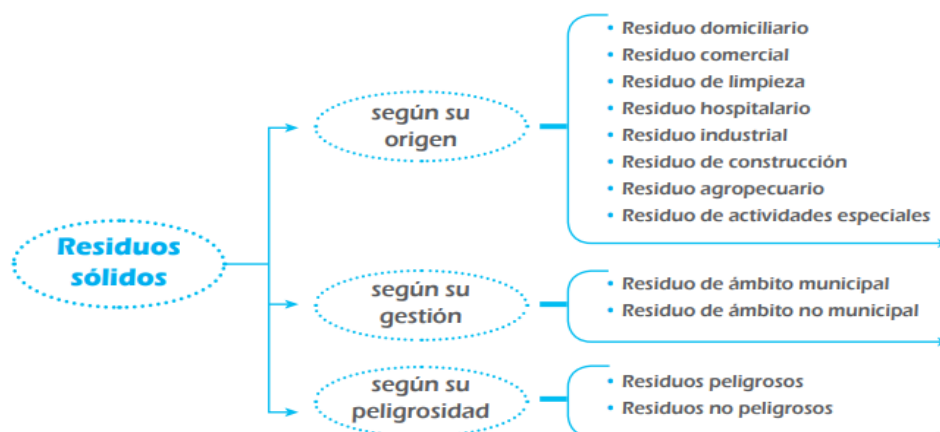 Residuos
sólidos
según su
origen
• Residuo domiciliario
• Residuo comercial
• Residuo de limpieza
• Residuo hospitalario
• Residuo industrial
• Residuo de construcción
• Residuo agropecuario
• Residuo de actividades especiales
según su
gestión
• Residuo de ámbito municipal
• Residuo de ámbito no municipal
según su
peligrosidad
• Residuos peligrosos
• Residuos no peligrosos